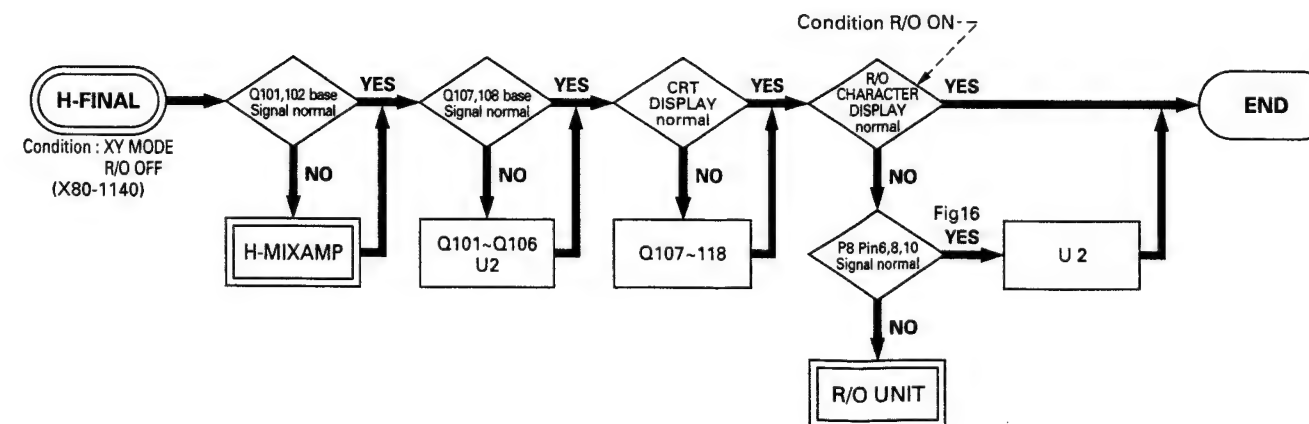 Condition R/O ON
H-FINAL
Condition : XY MODE
R/O OFF
(X80-1140)
Q101,102 base
Signal normal
YES
NO
H-MIXAMP
Q107,108 base
Signal normal
YES
NO
Q101~Q106
U2
CRT
DISPLAY
normal
YES
NO
Q107~118
R/O
CHARACTER
DISPLAY
normal
YES
NO
P8 Pin6,8,10
Signal normal
Fig16
YES
U 2
NO
R/O UNIT
END